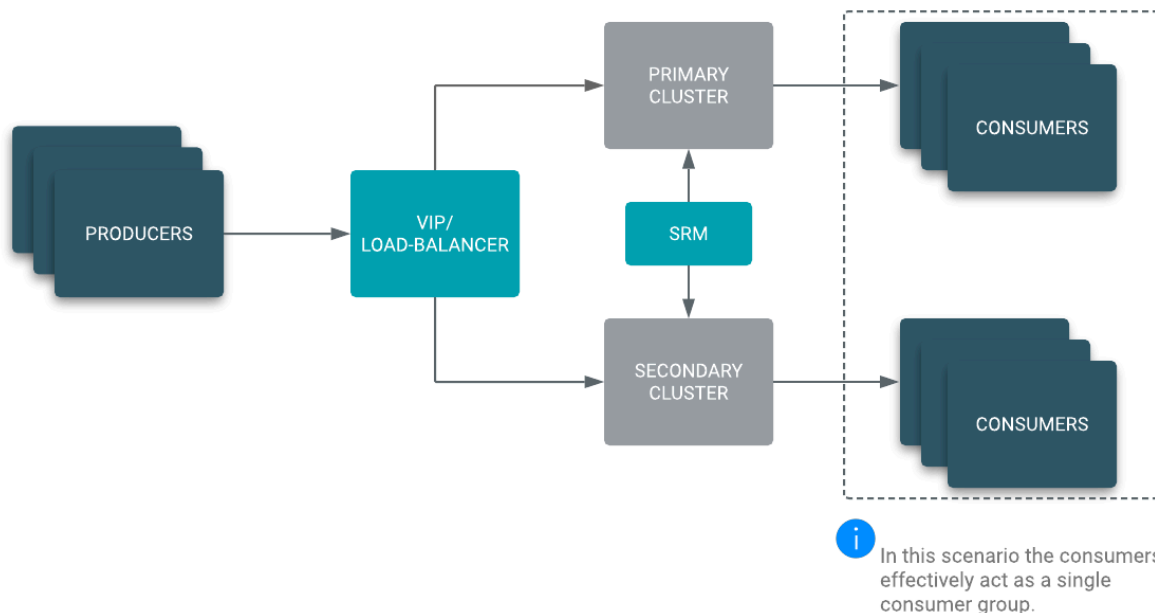 PRIMARY
CLUSTER
CONSUMERS
PRODUCERS
VIP/
LOAD-BALANCER
SRM
SECONDARY
CLUSTER
CONSUMERS
i
In this scenario the consumers
effectively act as a single
consumer group.